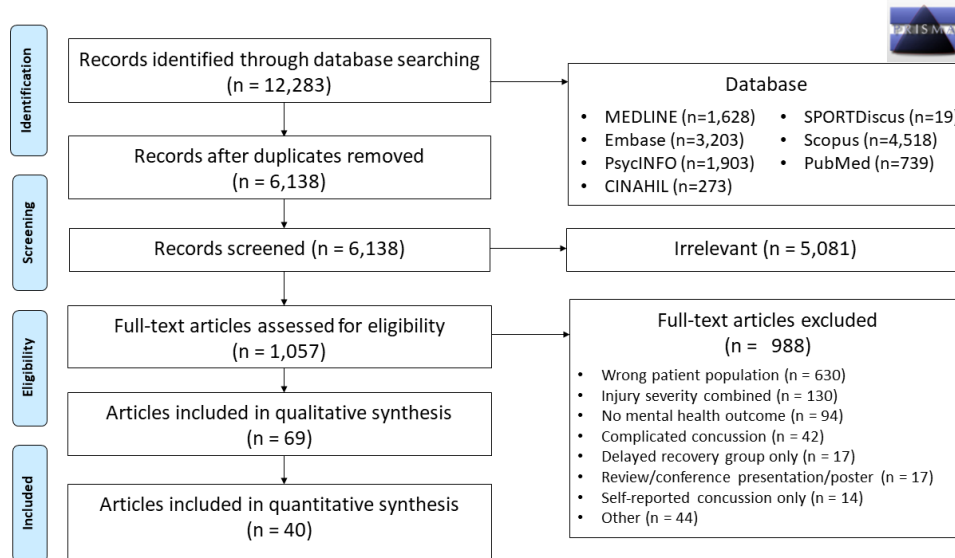 PRISMA
Identification
Records identified through database searching
(n = 12,283)
Database
• MEDLINE (n=1,628)
• Embase (n=3,203)
• PsycINFO (n=1,903)
• CINAHIL (n=273)
• SPORTDiscus (n=19)
• Scopus (n=4,518)
• PubMed (n=739)
Records after duplicates removed
(n = 6,138)
Screening
Records screened (n = 6,138)
Irrelevant (n = 5,081)
Eligibility
Full-text articles assessed for eligibility
(n = 1,057)
Full-text articles excluded
(n = 988)
• Wrong patient population (n = 630)
• Injury severity combined (n = 130)
• No mental health outcome (n = 94)
• Complicated concussion (n = 42)
• Delayed recovery group only (n = 17)
• Review/conference presentation/poster (n = 17)
• Self-reported concussion only (n = 14)
• Other (n = 44)
Articles included in qualitative synthesis
(n = 69)
Included
Articles included in quantitative synthesis
(n = 40)